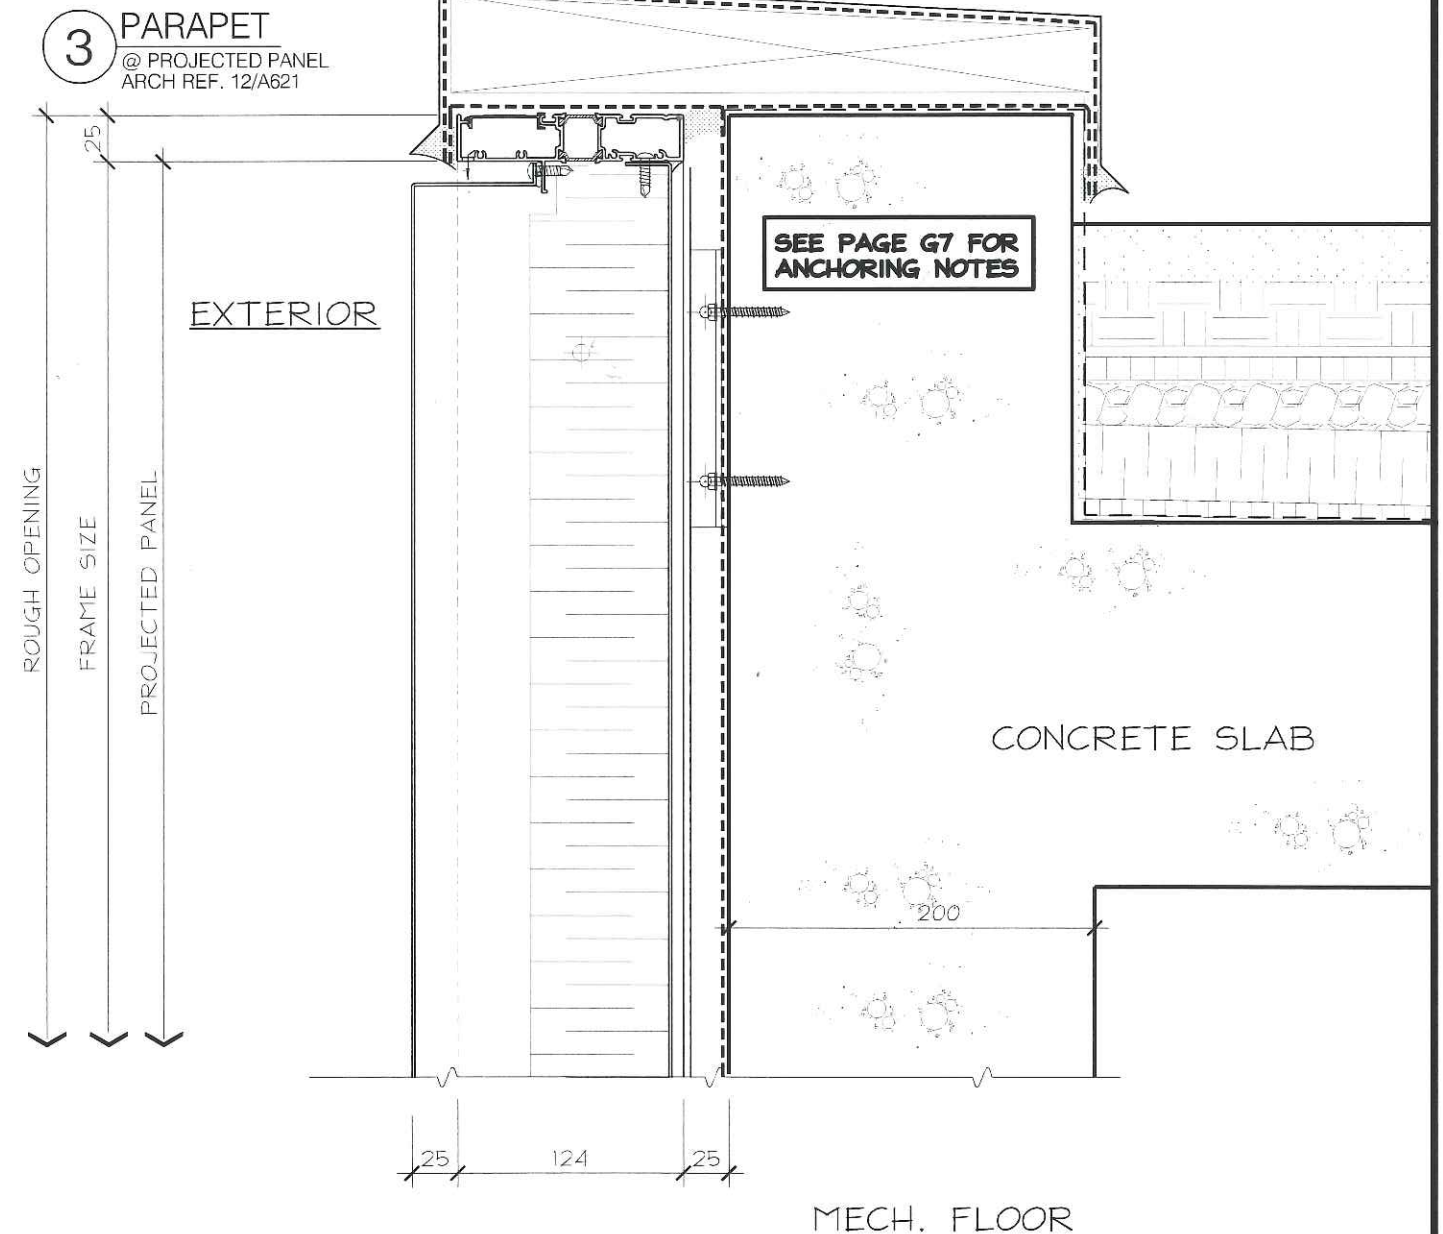 3
PARAPET
@ PROJECTED PANEL
ARCH REF. 12/A621
25
SEE PAGE G7 FOR
ANCHORING NOTES
EXTERIOR
ROUGH OPENING
FRAME SIZE
PROJECTED PANEL
CONCRETE SLAB
200
25
124
25
MECH. FLOOR